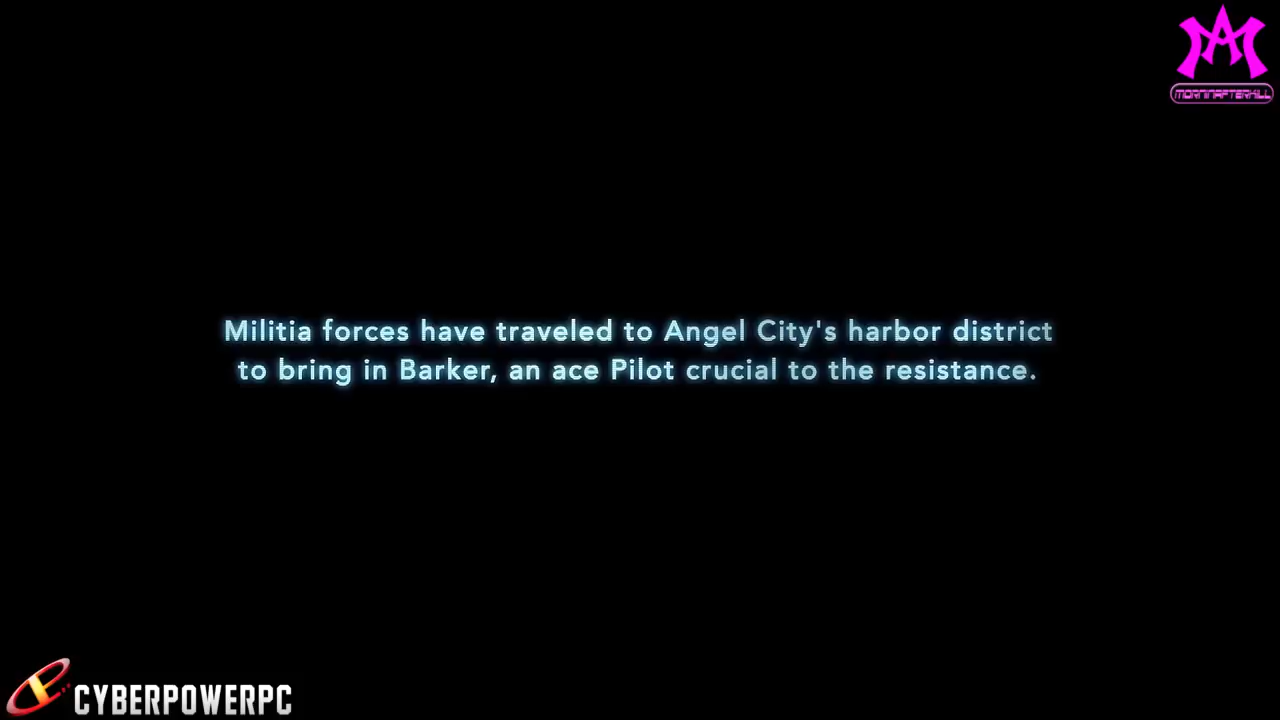 MORNINAFTERKILL
Militia forces have traveled to Angel City's harbor district
to bring in Barker, an ace Pilot crucial to the resistance.
CYBERPOWERPC